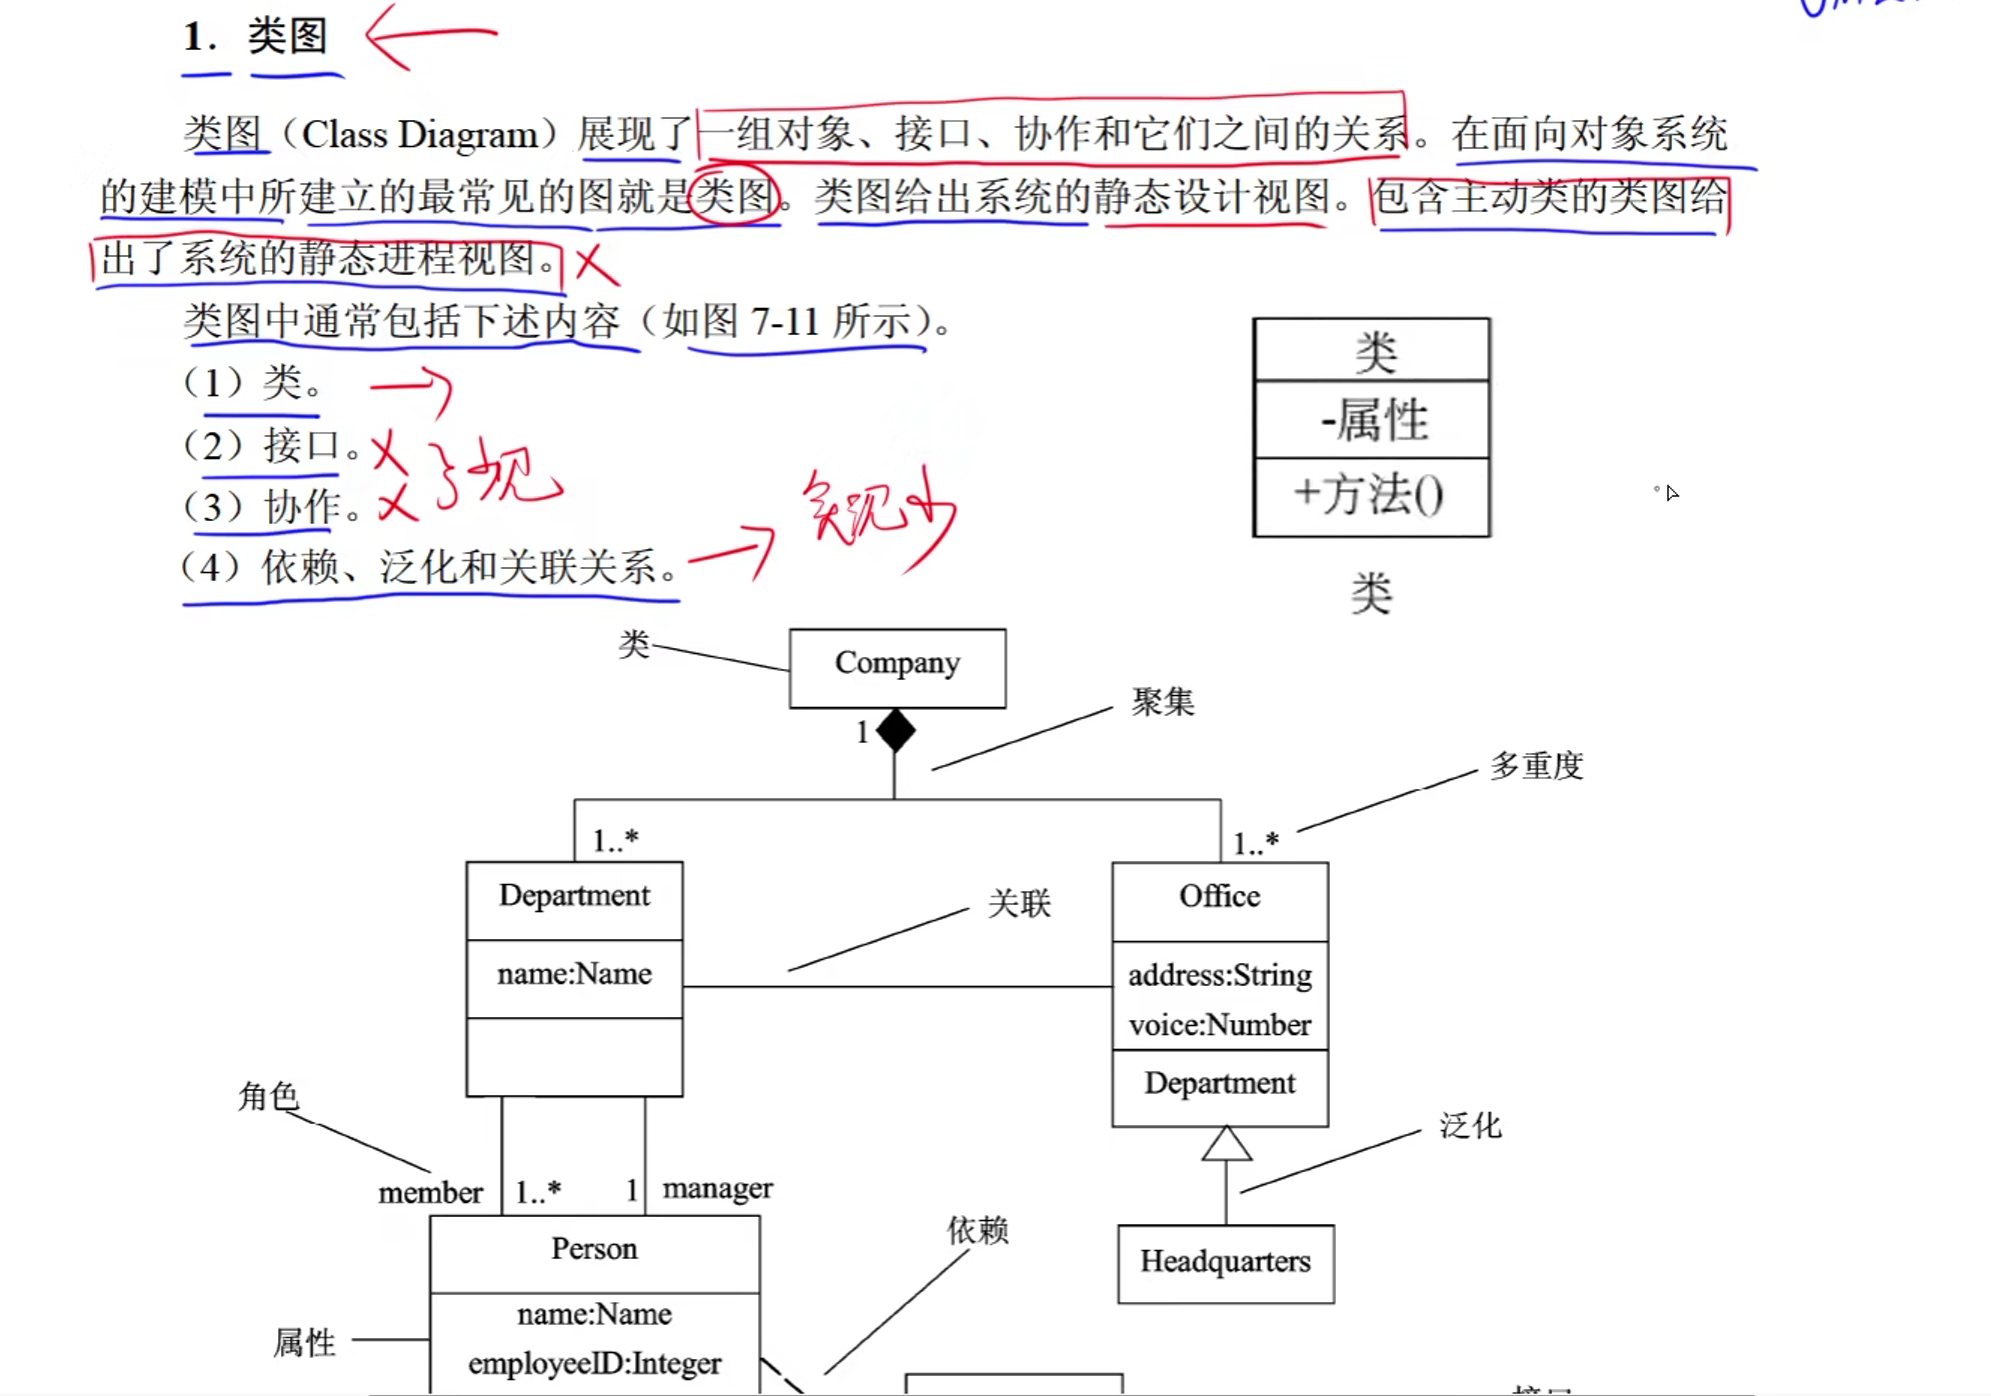 1. 类图
类图（Class Diagram）展现了一组对象、接口、协作和它们之间的关系。在面向对象系统
的建模中所建立的最常见的图就是类图。类图给出系统的静态设计视图。包含主动类的类图给
出了系统的静态进程视图。
类图中通常包括下述内容（如图 7-11 所示）。
（1）类。
（2）接口。
（3）协作。
（4）依赖、泛化和关联关系。
类
-属性
+方法()
类
类
Company
1
聚集
多重度
1..*
1..*
Department
name:Name
关联
Office
address:String
voice:Number
Department
角色
泛化
member
1..*
1
manager
依赖
Person
Headquarters
name:Name
属性
employeeID:Integer